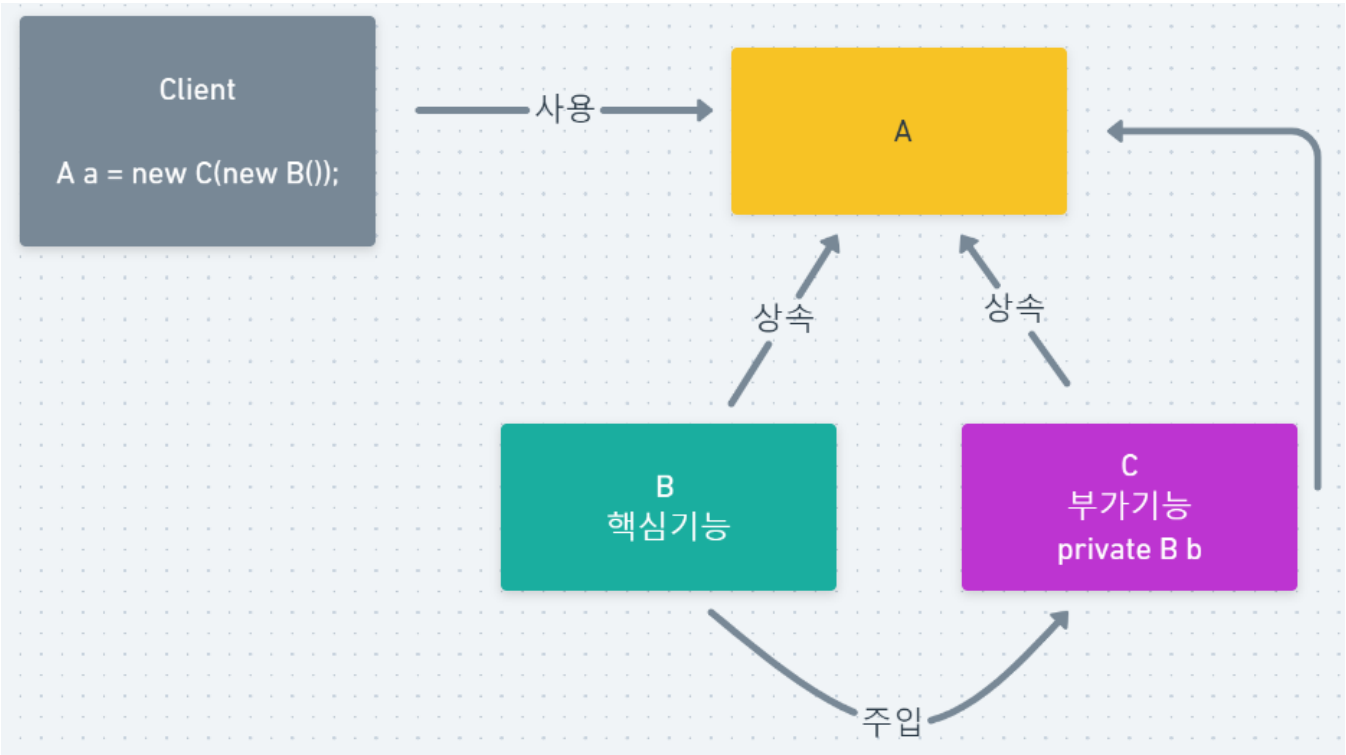 Client
A a = new C(new B());
사용
A
상속
상속
B
핵심기능
C
부가기능
private B b
주입